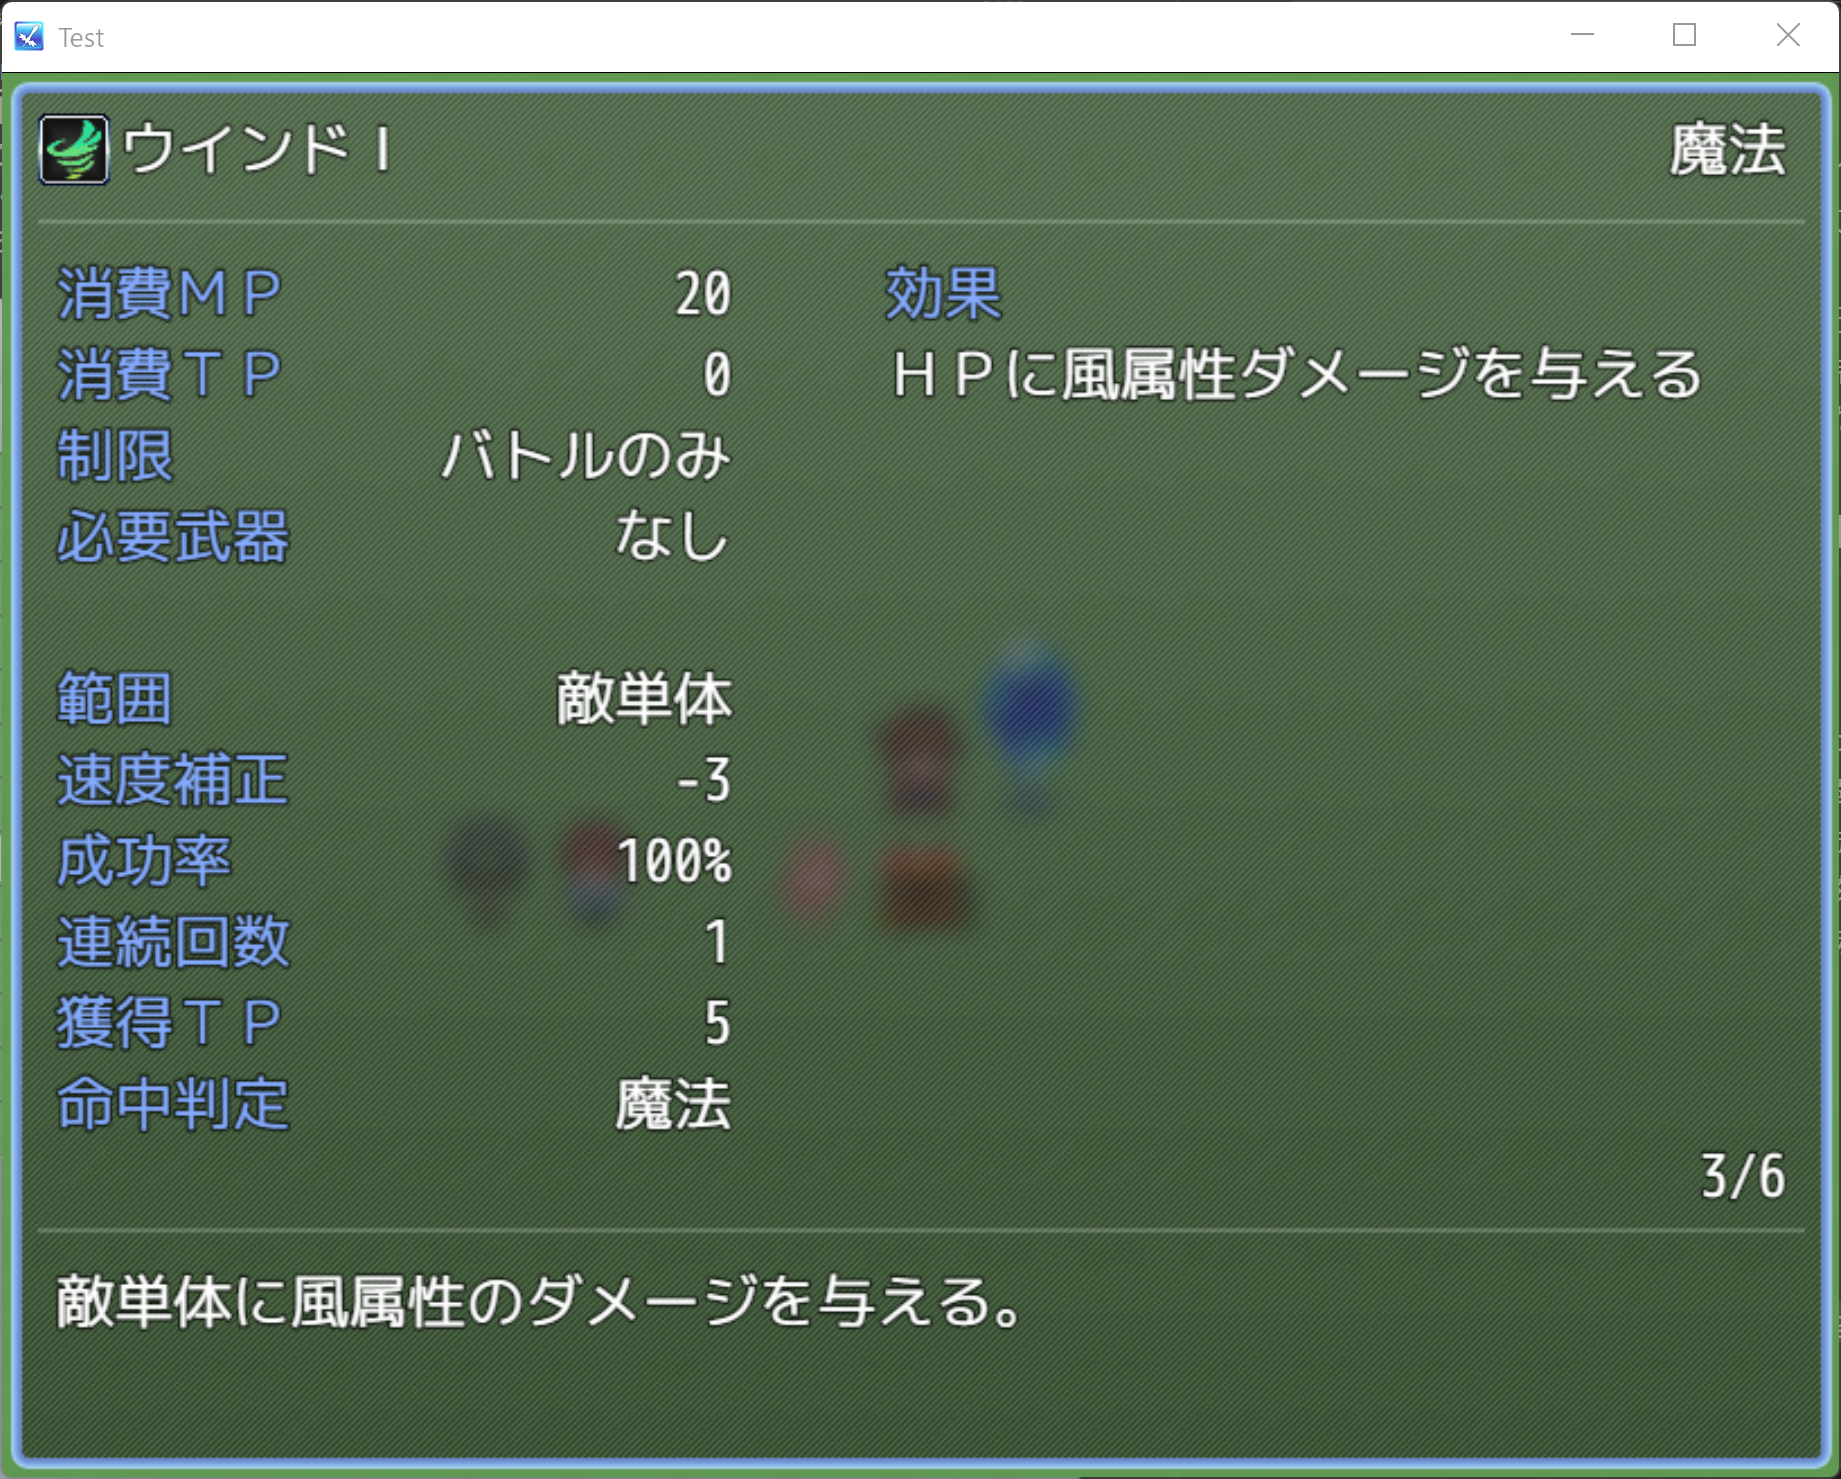 Test
ウインドⅠ 魔法
消費ＭＰ 20 効果
消費ＴＰ 0 ＨＰに風属性ダメージを与える
制限 バトルのみ
必要武器 なし
範囲 敵単体
速度補正 -3
成功率 100%
連続回数 1
獲得ＴＰ 5
命中判定 魔法
3/6
敵単体に風属性のダメージを与える。